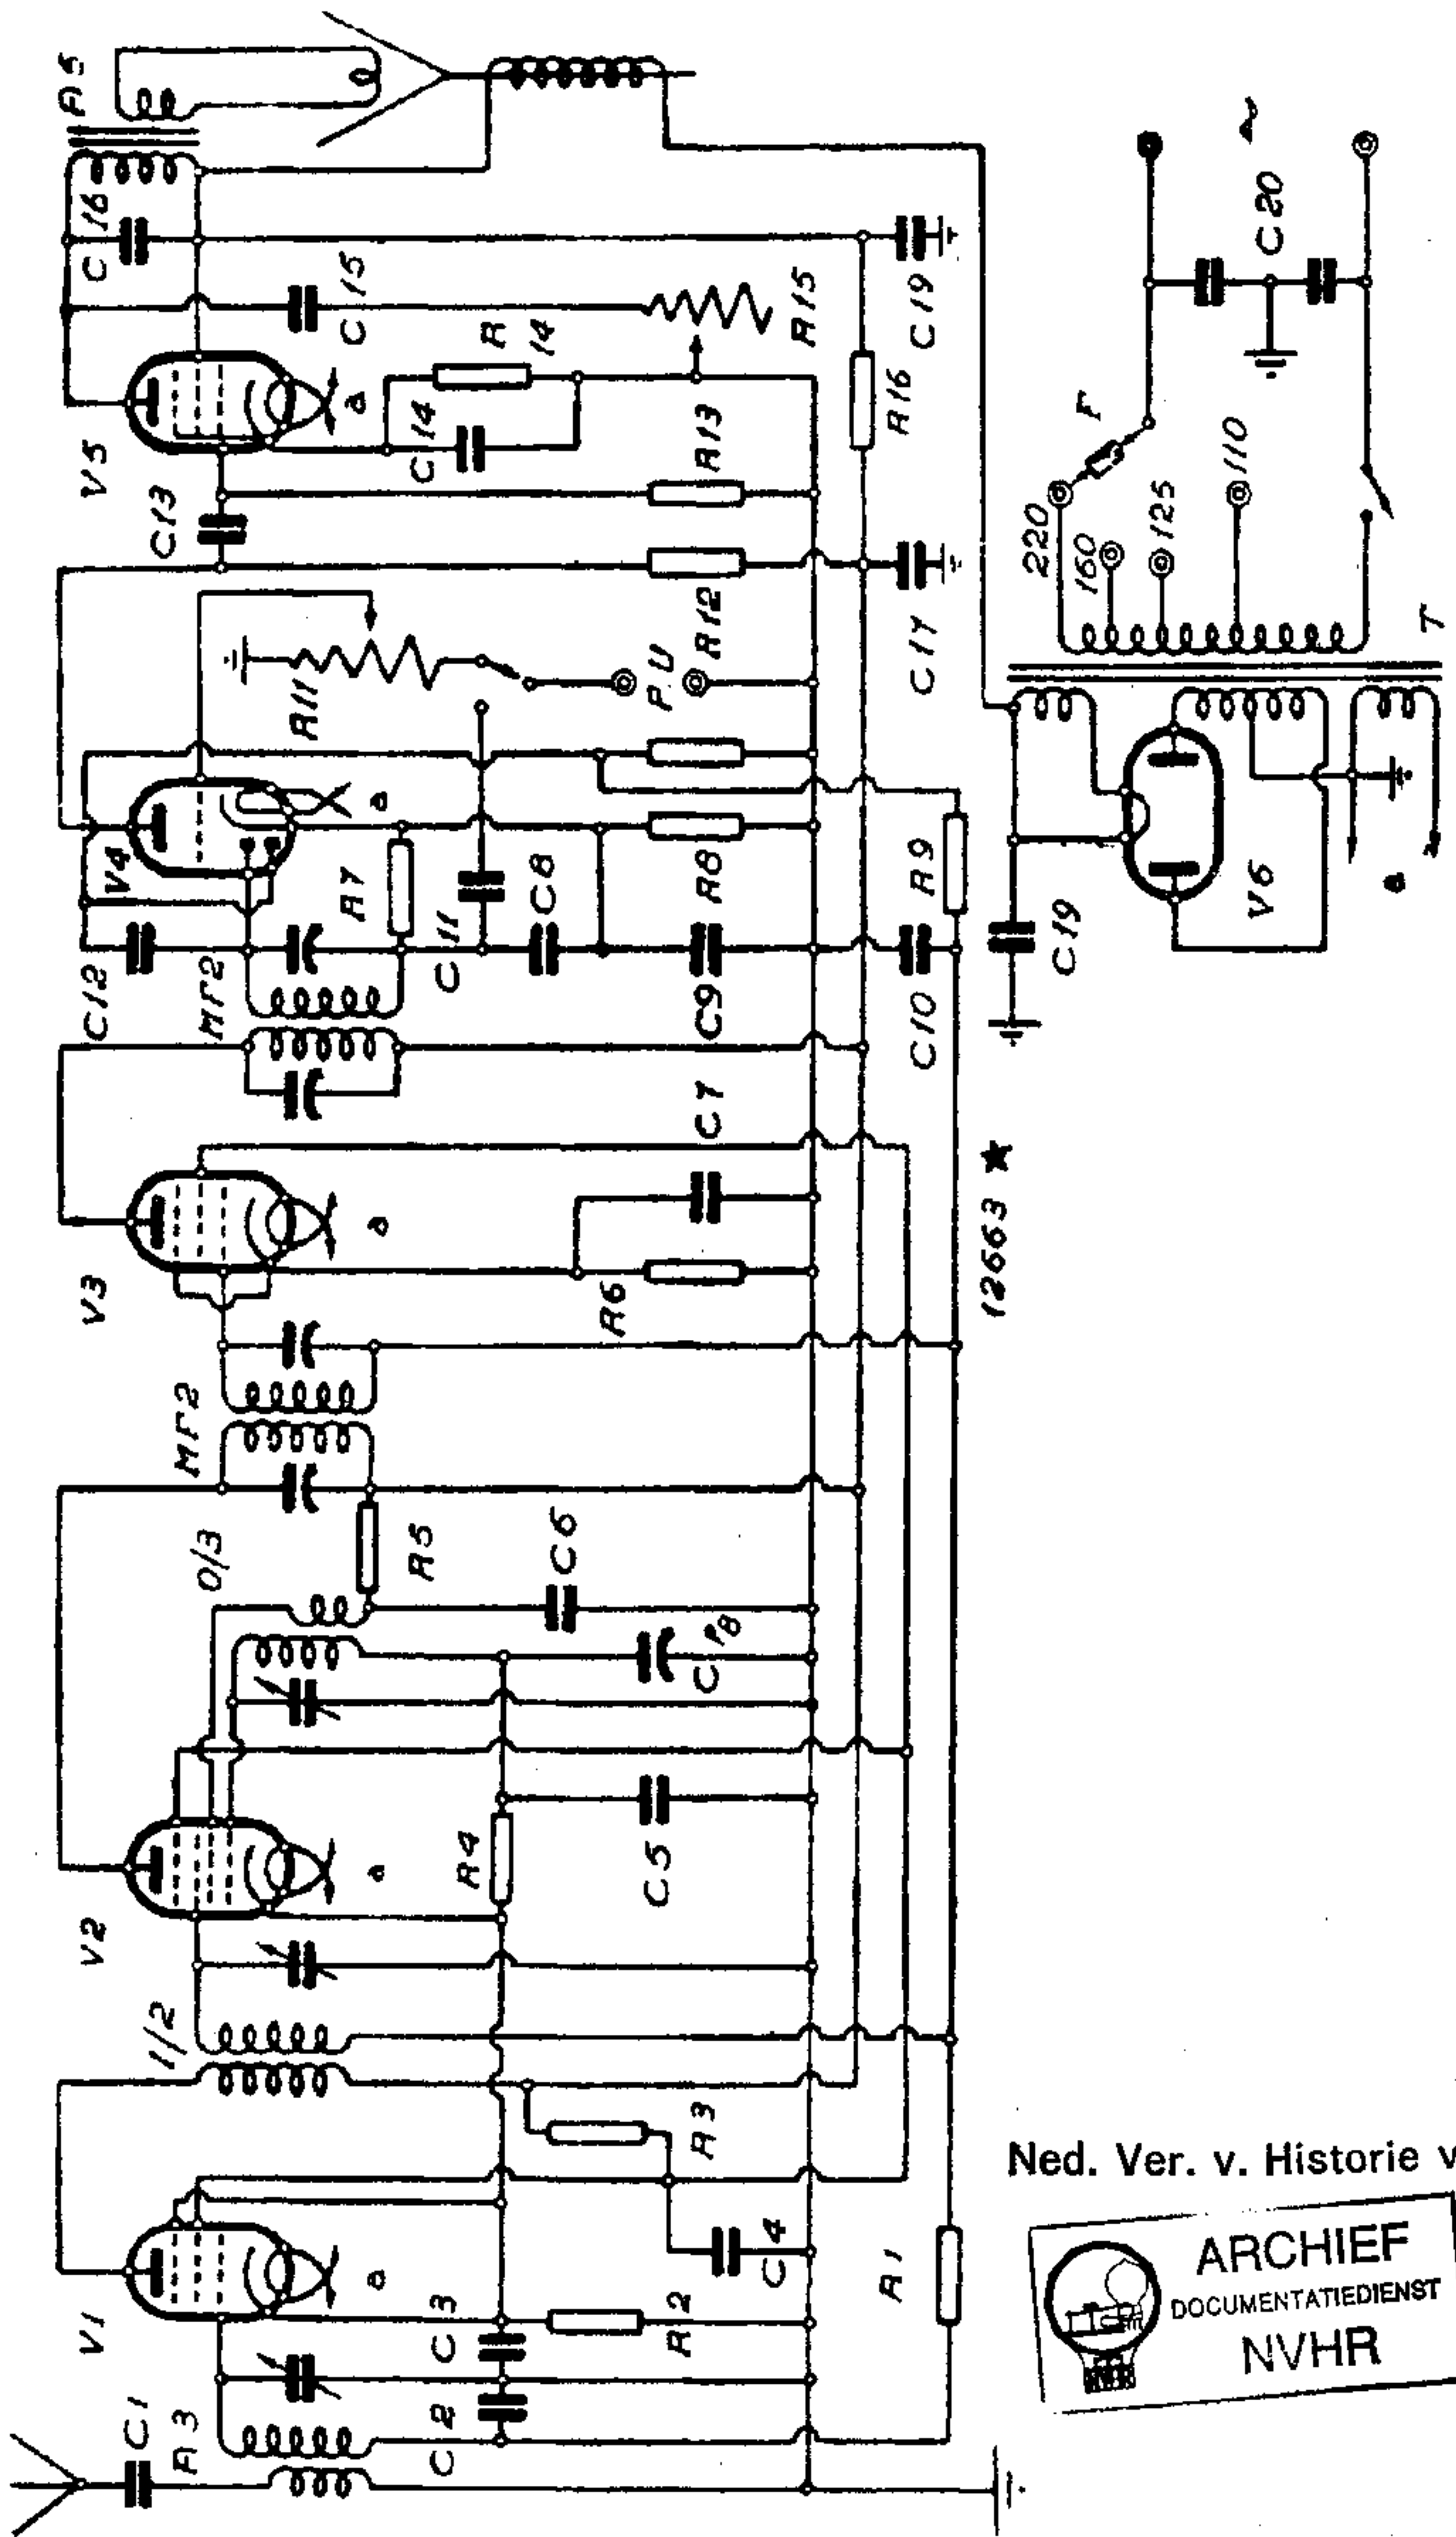 A5
C16
C15
R14
R15
C19
V5
C14
R13
R16
C13
a
R12
C17
P.U
R11
V4
a
R7
C8
R8
R9
C11
C12
MF2
C9
C10
C7
V3
a
R6
12663 ★
MF2
0/3
R5
C6
C P8
V2
a
R4
C5
1/2
R3
V1
a
C3
R2
C4
R1
C1
A3
C2
~
C20
F
220
160
125
110
T
V6
a
C19
Ned. Ver. v. Historie v
ARCHIEF
DOCUMENTATIEDIENST
NVHR